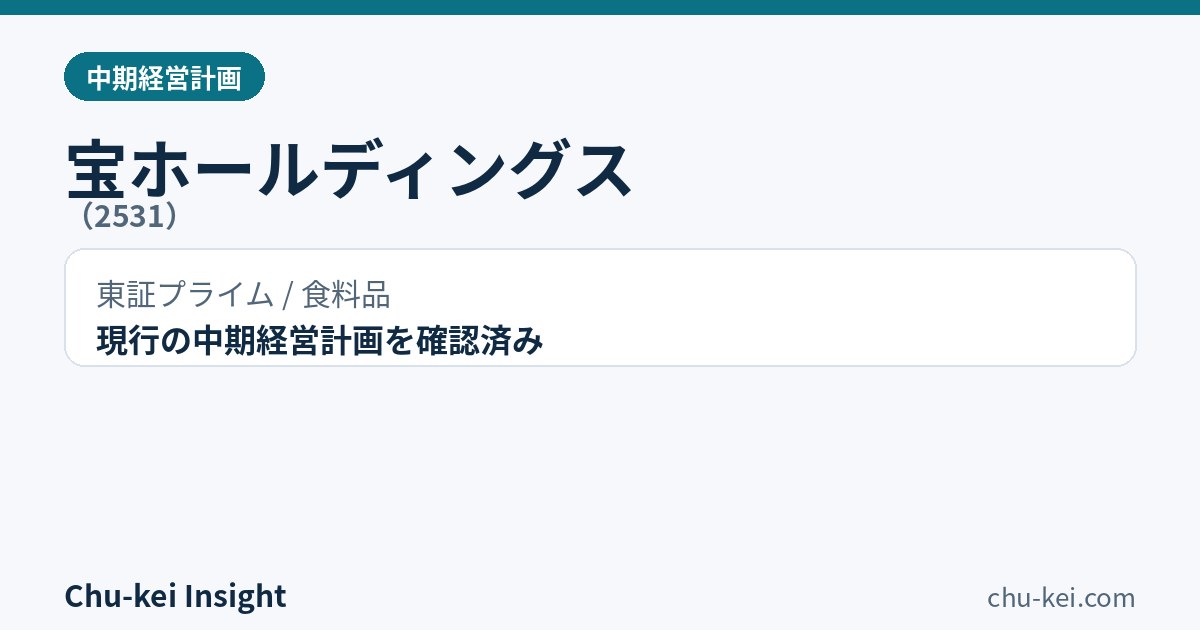 中期経営計画
宝ホールディングス
（2531）
東証プライム / 食料品
現行の中期経営計画を確認済み
Chu-kei Insight
chu-kei.com